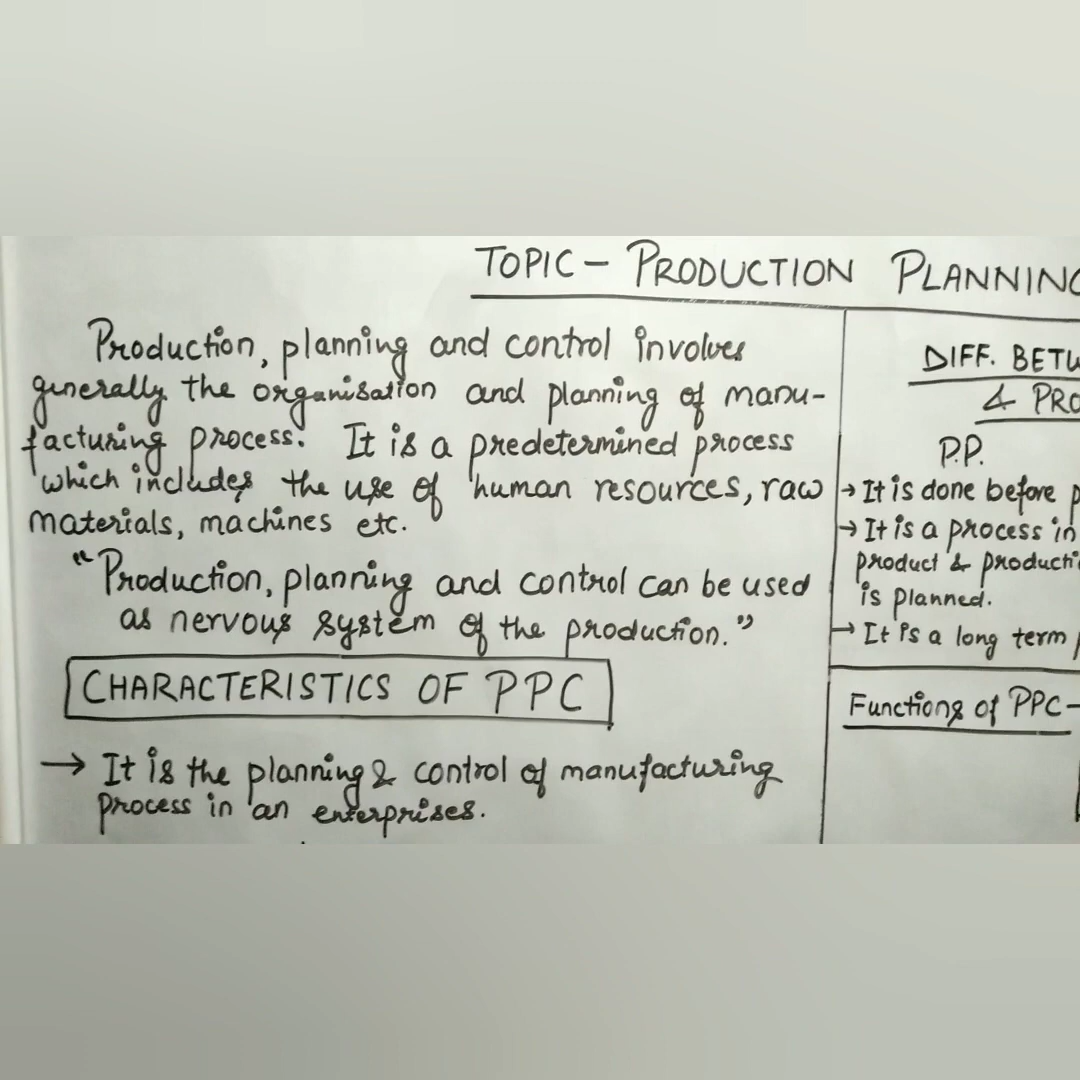 TOPIC - PRODUCTION PLANNING
Production, planning and control involves
generally the organisation and planning of manu-
facturing process. It is a predetermined process
which includes the use of human resources, raw
materials, machines etc.
"Production, planning and control can be used
as nervous system of the production."
CHARACTERISTICS OF PPC
→ It is the planning & control of manufacturing
process in an enterprises.
DIFF.
& 
P.P.
→ It is done before
→ It is a process in
product &
is planned.
→ It is a long term
Functions of PPC -